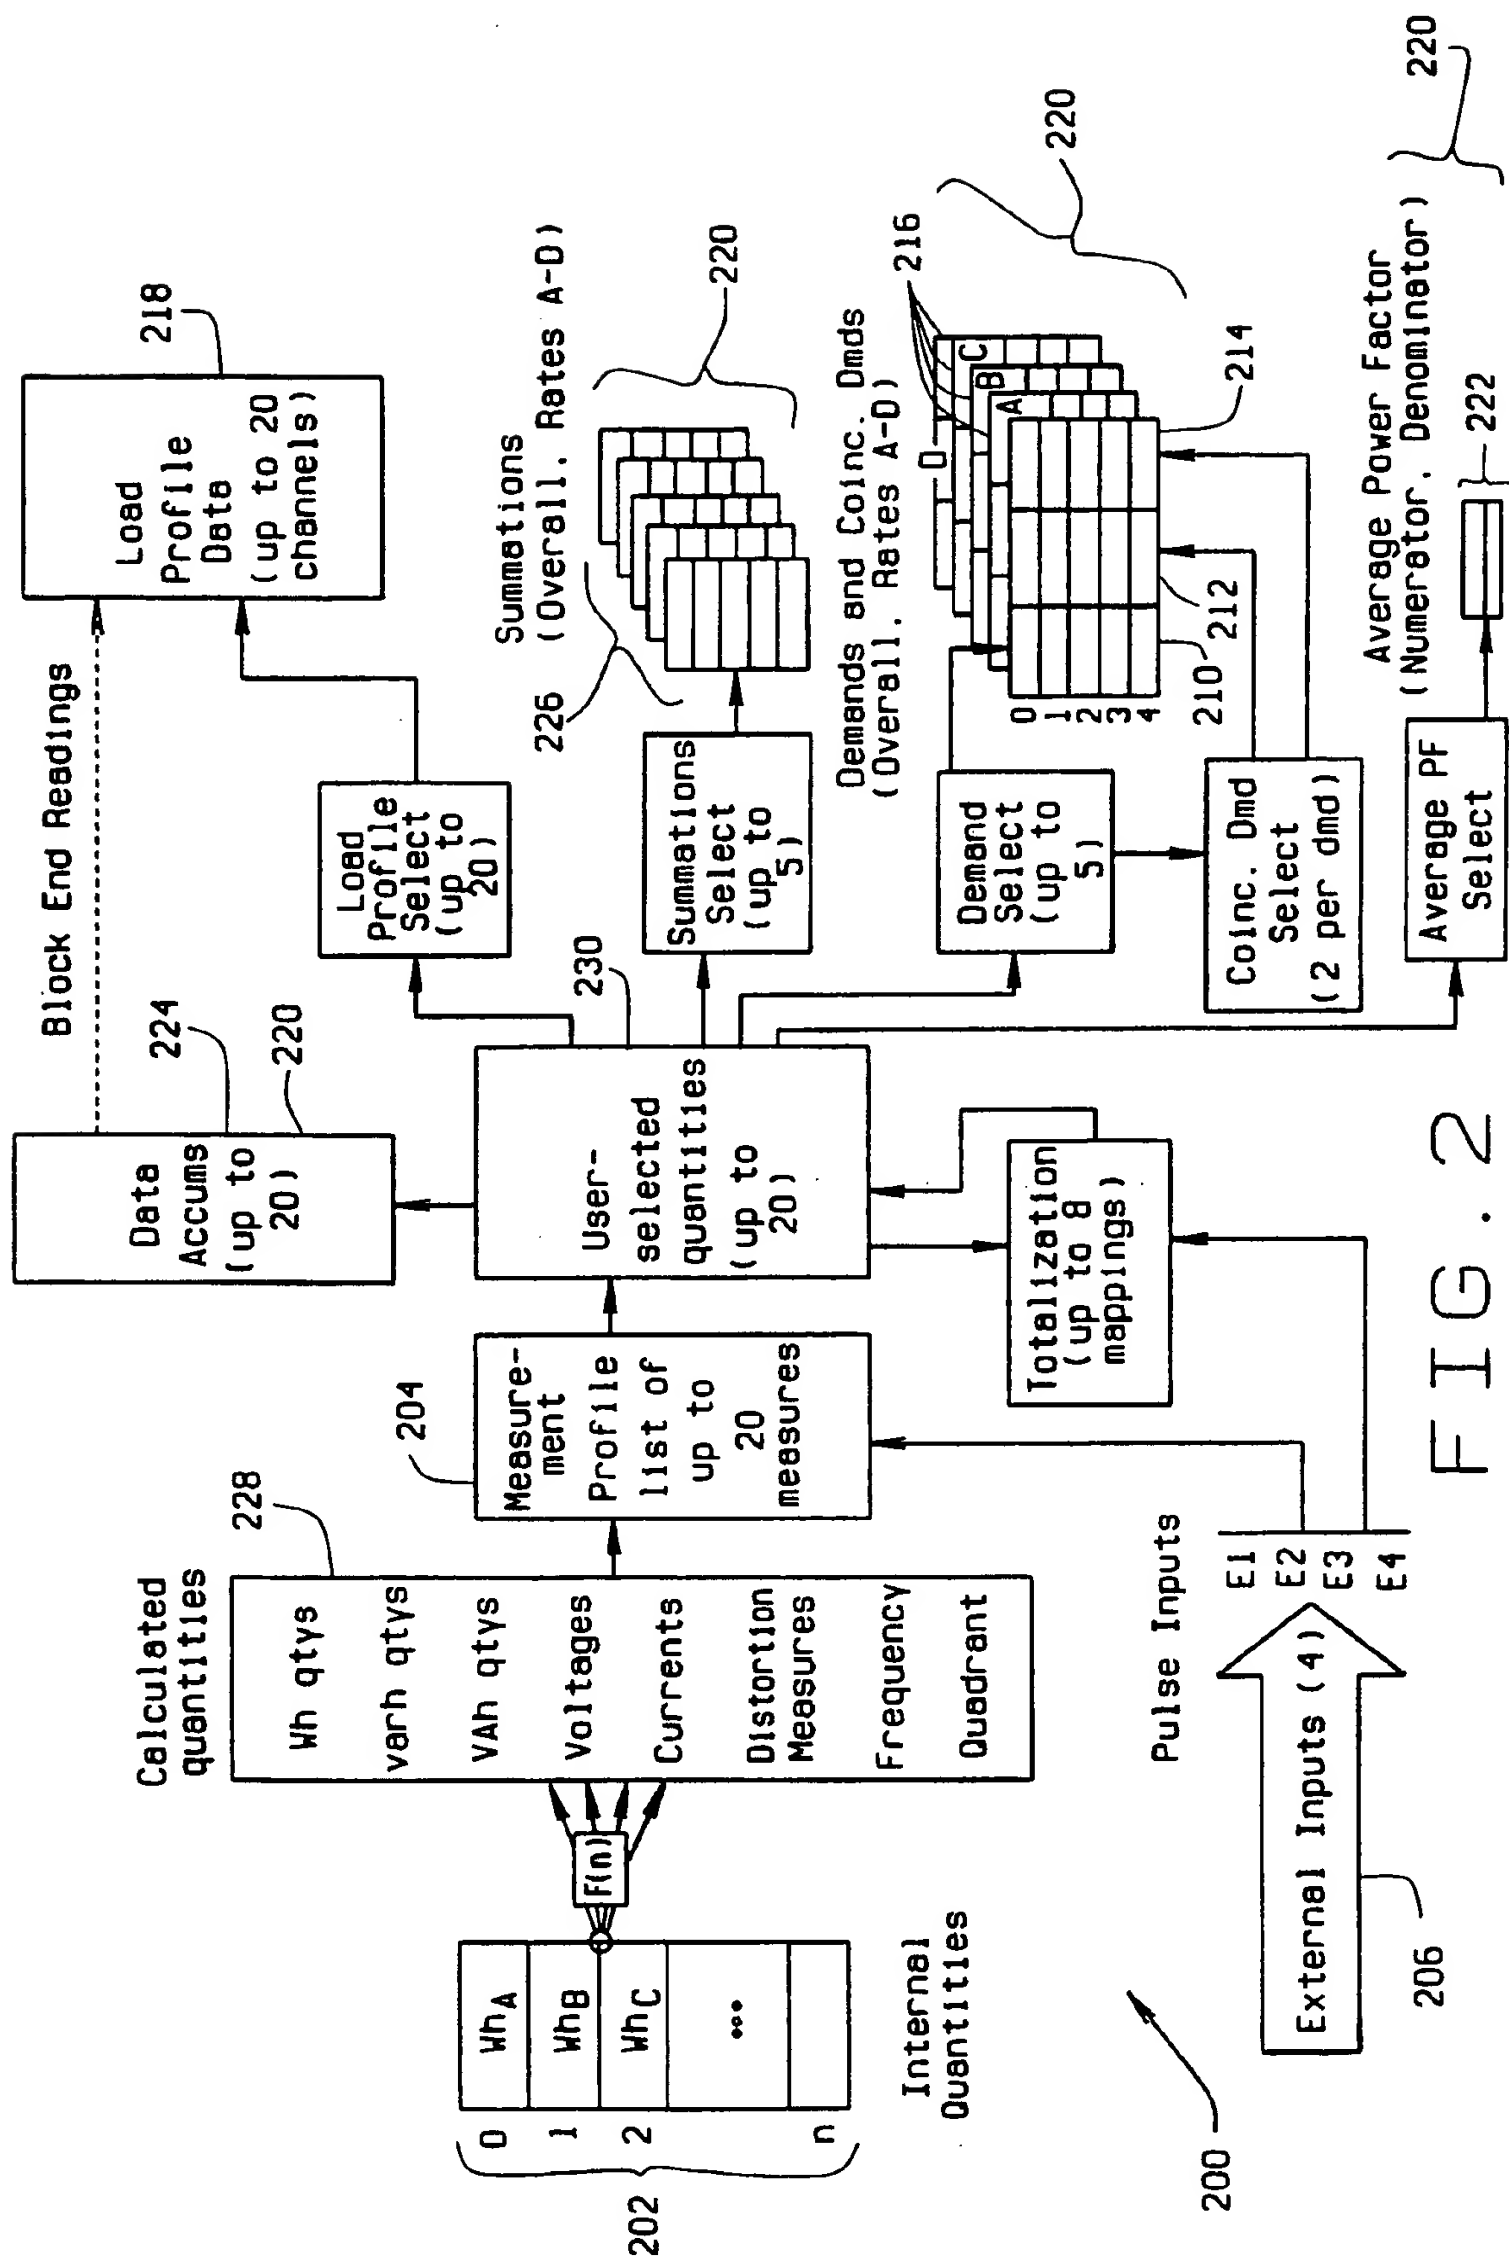 Block End Readings
224
220
Data
Accums
(up to
20)
218
Load
Profile
Data
(up to 20
channels)
Load
Profile
Select
(up to
20)
Calculated
quantities
228
Wh qtys
varh qtys
VAh qtys
Voltages
Currents
Distortion
Measures
Frequency
Quadrant
204
Measure-
ment
Profile
list of
up to
20
measures
230
User-
selected
quantities
(up to
20)
Summations
(Overall, Rates A-D)
226
220
Summations
Select
(up to
5)
202
0
1
2
n
WhA
WhB
WhC
•••
Internal
Quantities
F(n)
Demands and Coinc. Dmds
(Overall, Rates A-D)
216
220
D
C
B
A
0
1
2
3
4
210
212
214
Demand
Select
(up to
5)
Coinc. Dmd
Select
(2 per dmd)
Totalization
(up to 8
mappings)
Pulse Inputs
E1
E2
E3
E4
External Inputs (4)
206
200
Average Power Factor
(Numerator, Denominator)
220
222
Average PF
Select
FIG. 2